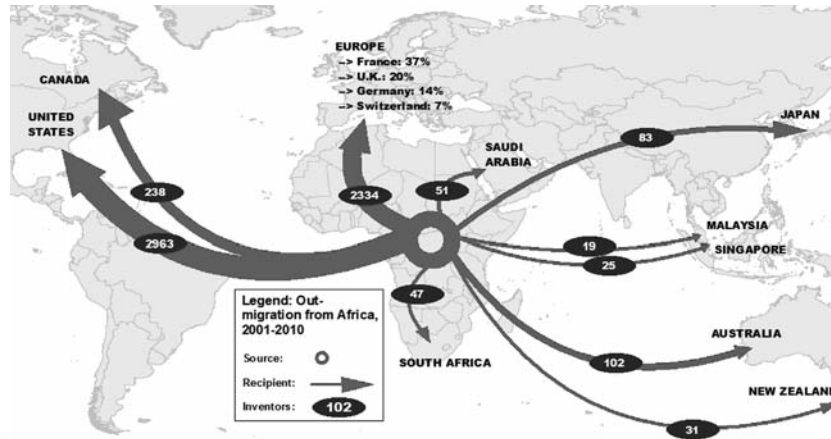 EUROPE
–> France: 37%
–> U.K.: 20%
–> Germany: 14%
–> Switzerland: 7%
CANADA
UNITED
STATES
JAPAN
83
SAUDI
ARABIA
238
2334
51
2963
MALAYSIA
19
SINGAPORE
25
47
Legend: Out-
migration from Africa,
2001-2010
Source:
Recipient:
Inventors: 102
SOUTH AFRICA
AUSTRALIA
102
NEW ZEALAND
31